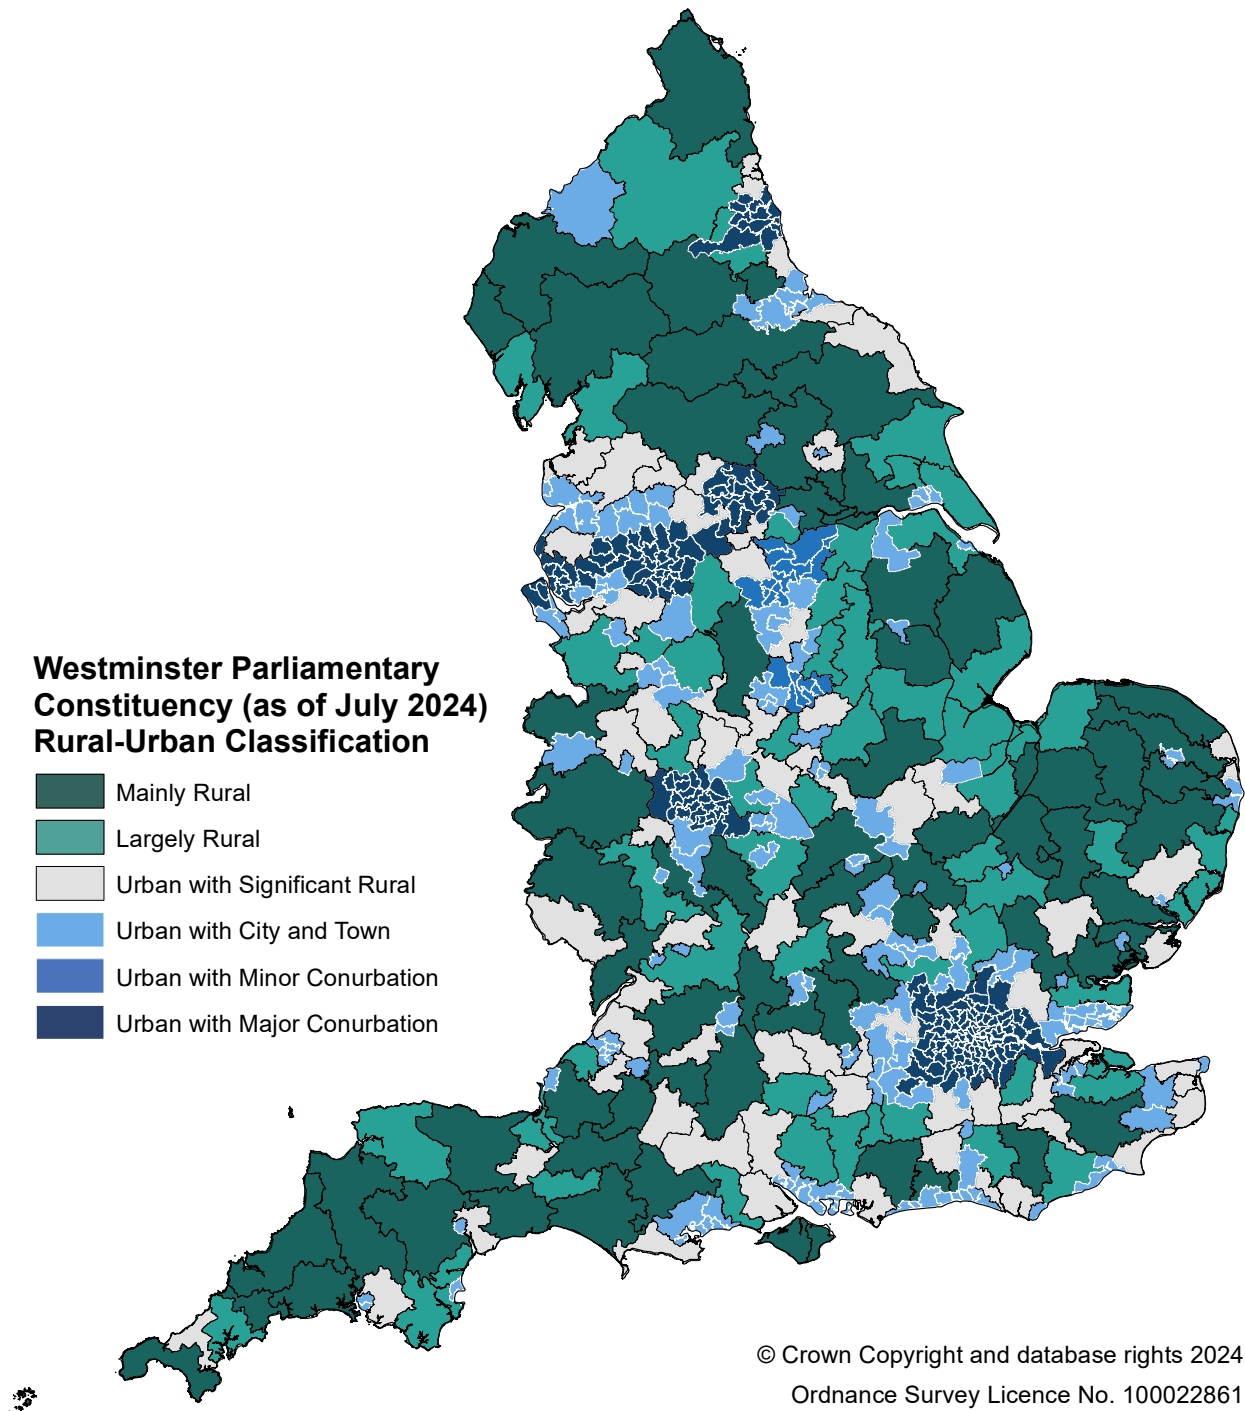 Westminster Parliamentary
Constituency (as of July 2024)
Rural-Urban Classification
Mainly Rural
Largely Rural
Urban with Significant Rural
Urban with City and Town
Urban with Minor Conurbation
Urban with Major Conurbation
© Crown Copyright and database rights 2024
Ordnance Survey Licence No. 100022861